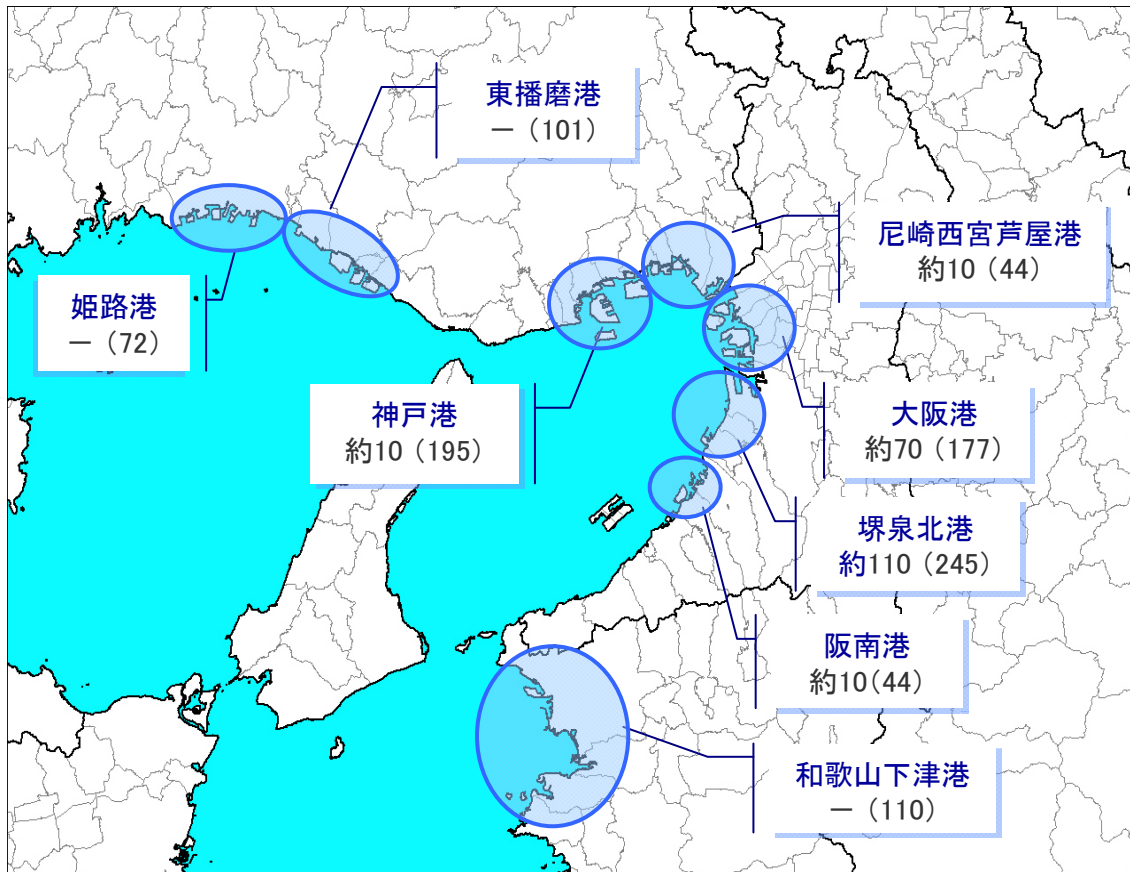 東播磨港
－（101）
尼崎西宮芦屋港
約10（44）
姫路港
－（72）
神戸港
約10（195）
大阪港
約70（177）
堺泉北港
約110（245）
阪南港
約10(44)
和歌山下津港
－（110）